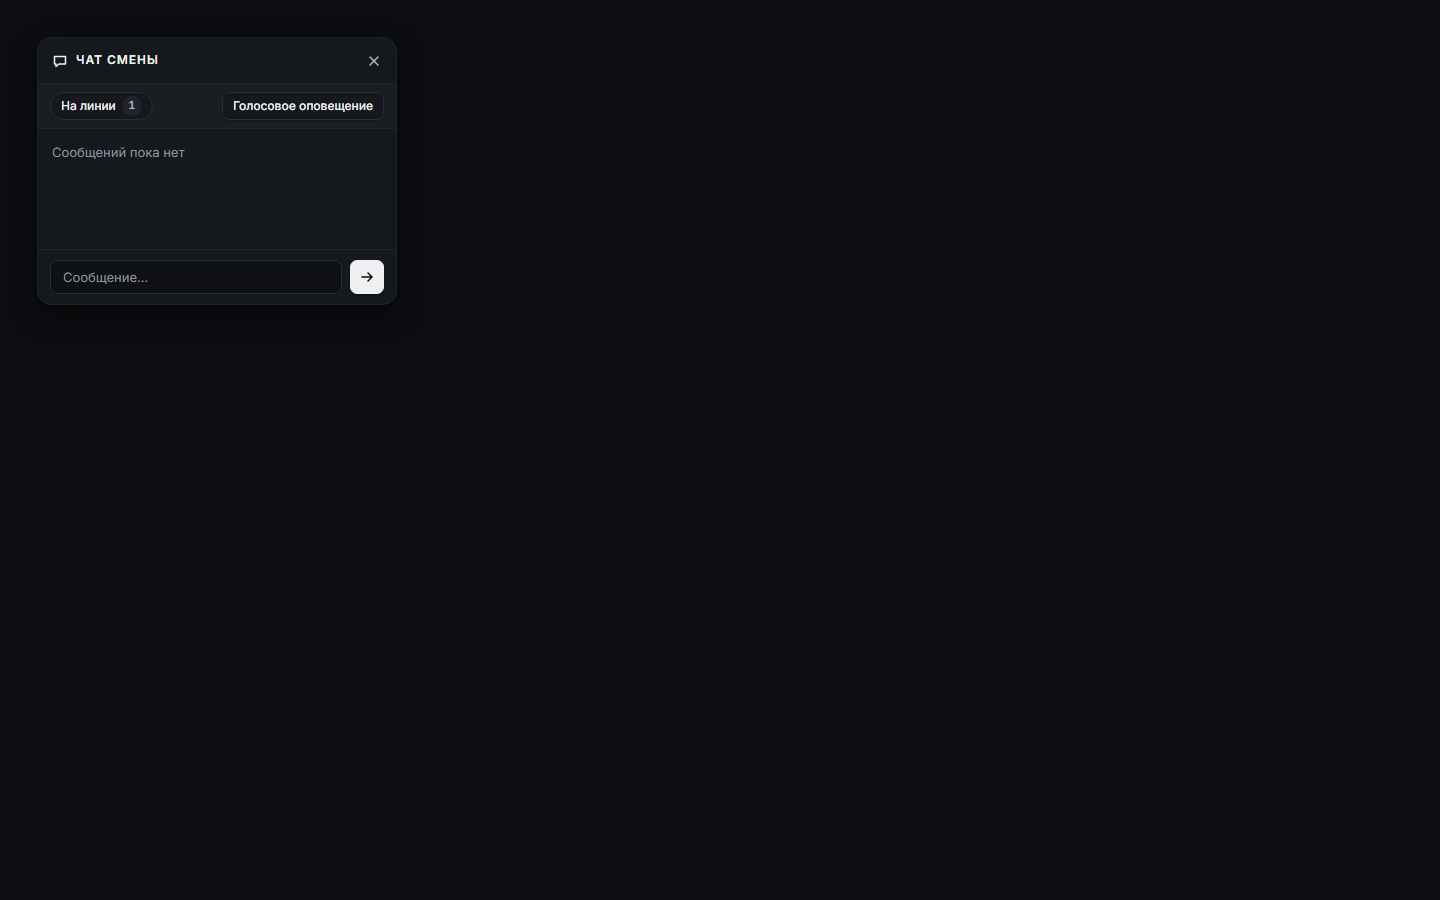 ЧАТ СМЕНЫ
На линии 1
Голосовое оповещение
Сообщений пока нет
Сообщение...